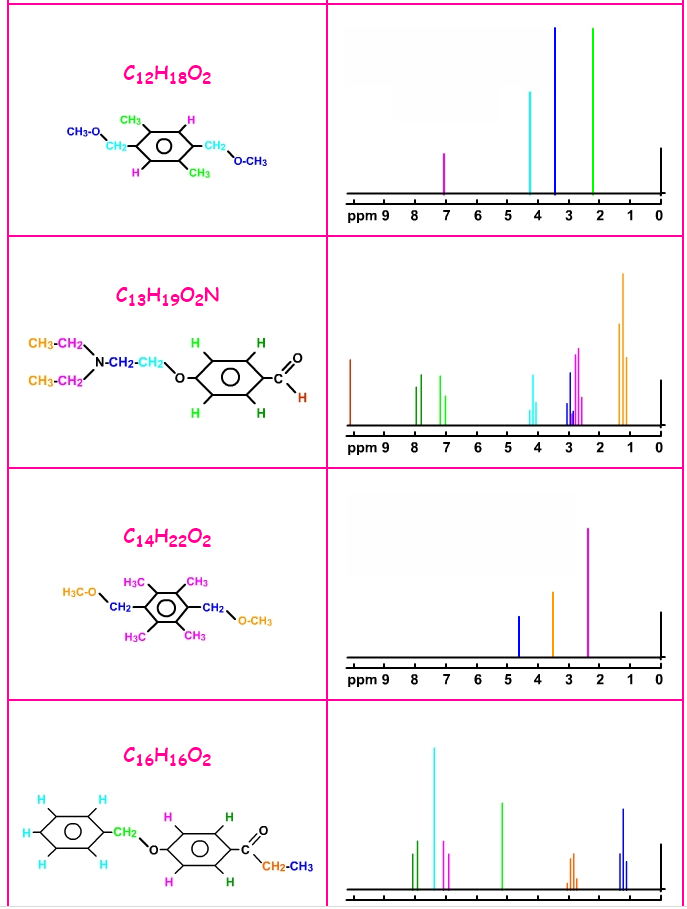 C12H18O2
CH3 H
CH3-O CH2 CH2 O-CH3
H CH3
ppm 9 8 7 6 5 4 3 2 1 0
C13H19O2N
H H
CH3-CH2 O
N-CH2-CH2 C
CH3-CH2 O H
H H
ppm 9 8 7 6 5 4 3 2 1 0
C14H22O2
H3C CH3
H3C-O CH2 CH2 O-CH3
H3C CH3
ppm 9 8 7 6 5 4 3 2 1 0
C16H16O2
H H H H
H CH2 O C O
H H CH2-CH3
H H